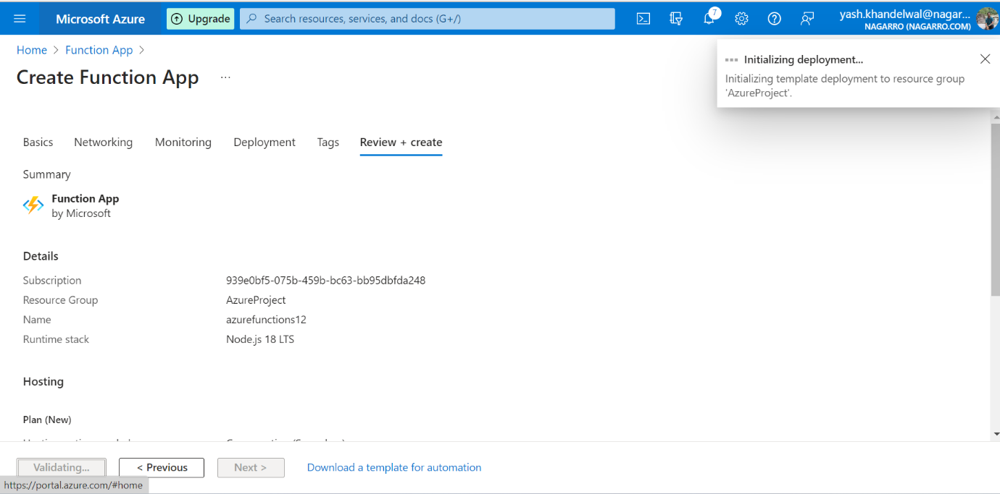 Microsoft Azure
Upgrade
Search resources, services, and docs (G+/)
7
yash.khandelwal@nagar...
NAGARRO (NAGARRO.COM)
Home > Function App >
Create Function App ...
Initializing deployment...
Initializing template deployment to resource group
'AzureProject'.
Basics Networking Monitoring Deployment Tags Review + create
Summary
Function App
by Microsoft
Details
Subscription 939e0bf5-075b-459b-bc63-bb95dbfda248
Resource Group AzureProject
Name azurefunctions12
Runtime stack Node.js 18 LTS
Hosting
Plan (New)
Validating... < Previous Next > Download a template for automation
https://portal.azure.com/#home